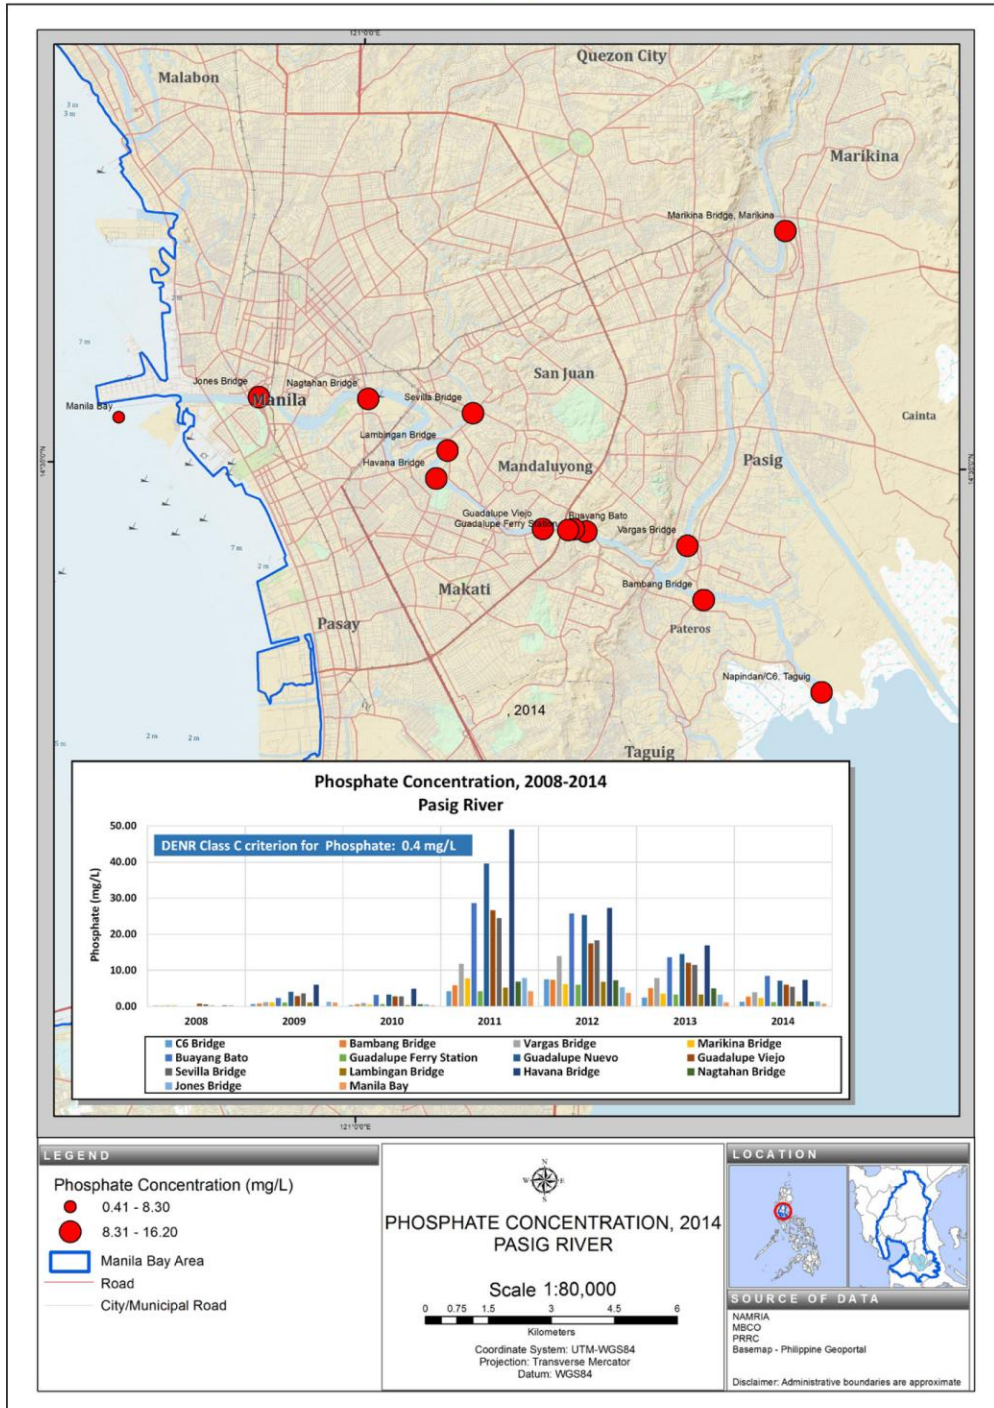 121°0'0"E
Quezon City
Malabon
3 m
3 m
Marikina
Marikina Bridge, Marikina
2 m
7 m
San Juan
Jones Bridge
Nagtahan Bridge
Sevilla Bridge
Manila
Manila Bay
Cainta
Lambingan Bridge
Havana Bridge
Mandaluyong
Pasig
Guadalupe Viejo
Buayang Bato
Guadalupe Ferry Station
Vargas Bridge
7 m
2 m
Makati
Bambang Bridge
Pasay
Pateros
Napindan/C6, Taguig
, 2014
5 m
2 m
2 m
Taguig
Phosphate Concentration, 2008-2014
Pasig River
DENR Class C criterion for Phosphate: 0.4 mg/L
Phosphate (mg/L)
50.00
40.00
30.00
20.00
10.00
0.00
2008 2009 2010 2011 2012 2013 2014
C6 Bridge Bambang Bridge Vargas Bridge Marikina Bridge
Buayang Bato Guadalupe Ferry Station Guadalupe Nuevo Guadalupe Viejo
Sevilla Bridge Lambingan Bridge Havana Bridge Nagtahan Bridge
Jones Bridge Manila Bay
121°0'0"E
LEGEND
Phosphate Concentration (mg/L)
0.41 - 8.30
8.31 - 16.20
Manila Bay Area
Road
City/Municipal Road
N
W E
S
PHOSPHATE CONCENTRATION, 2014
PASIG RIVER
Scale 1:80,000
0 0.75 1.5 3 4.5 6
Kilometers
Coordinate System: UTM-WGS84
Projection: Transverse Mercator
Datum: WGS84
LOCATION
SOURCE OF DATA
NAMRIA
MBCO
PRRC
Basemap - Philippine Geoportal
Disclaimer: Administrative boundaries are approximate